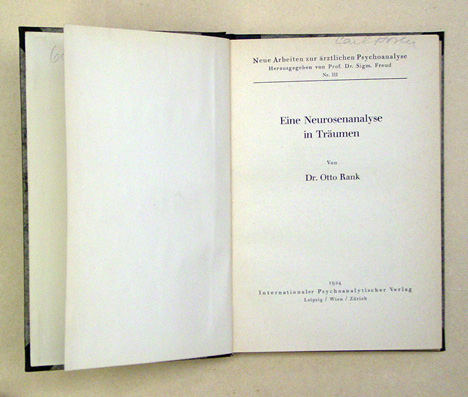 Neue Arbeiten zur ärztlichen Psychoanalyse
Herausgegeben von Prof. Dr. Sigm. Freud
Nr. III
Eine Neurosenanalyse
in Träumen
Von
Dr. Otto Rank
1924
Internationaler Psychoanalytischer Verlag
Leipzig / Wien / Zürich